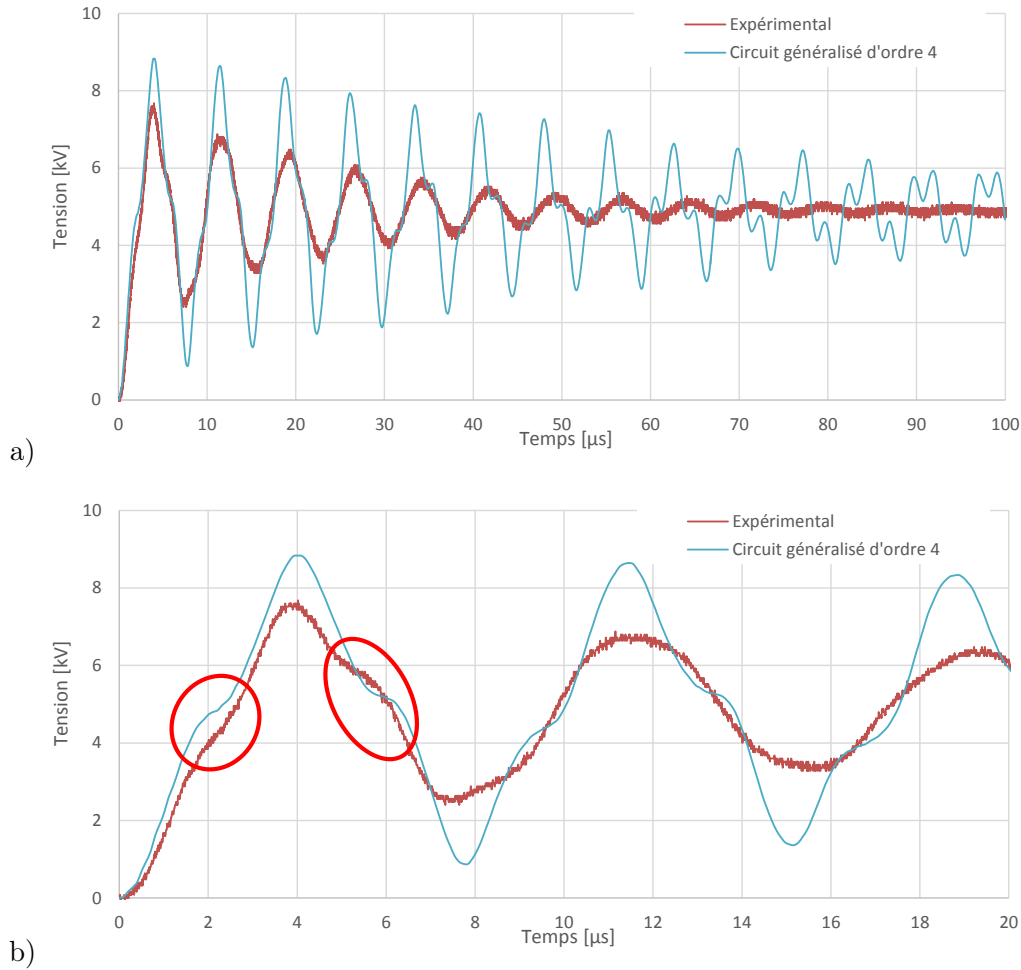 10
Expérimental
Circuit généralisé d'ordre 4
8
6
Tension [kV]
4
2
0
0 10 20 30 40 50 60 70 80 90 100
Temps [µs]
a)
10
Expérimental
Circuit généralisé d'ordre 4
8
6
Tension [kV]
4
2
0
0 2 4 6 8 10 12 14 16 18 20
Temps [µs]
b)